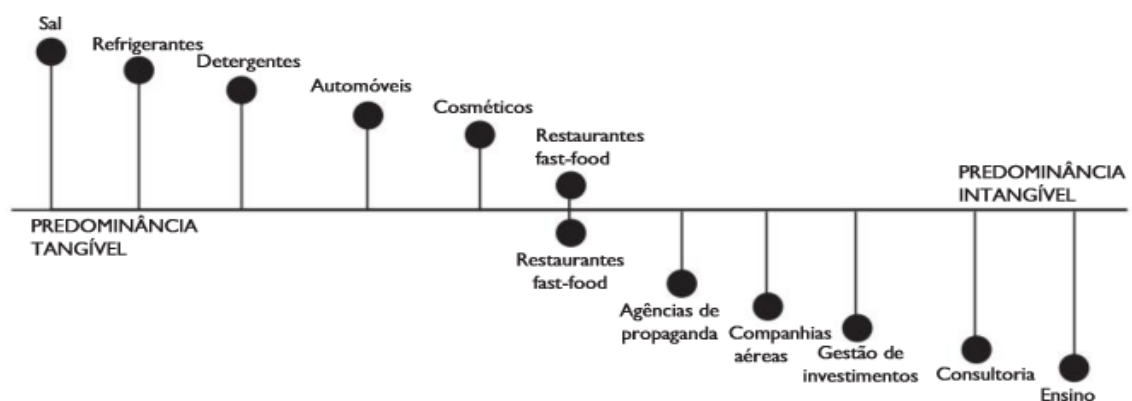 Sal
Refrigerantes
Detergentes
Automóveis
Cosméticos
Restaurantes
fast-food
PREDOMINÂNCIA
INTANGÍVEL
PREDOMINÂNCIA
TANGÍVEL
Restaurantes
fast-food
Agências de
propaganda
Companhias
aéreas
Gestão de
investimentos
Consultoria
Ensino